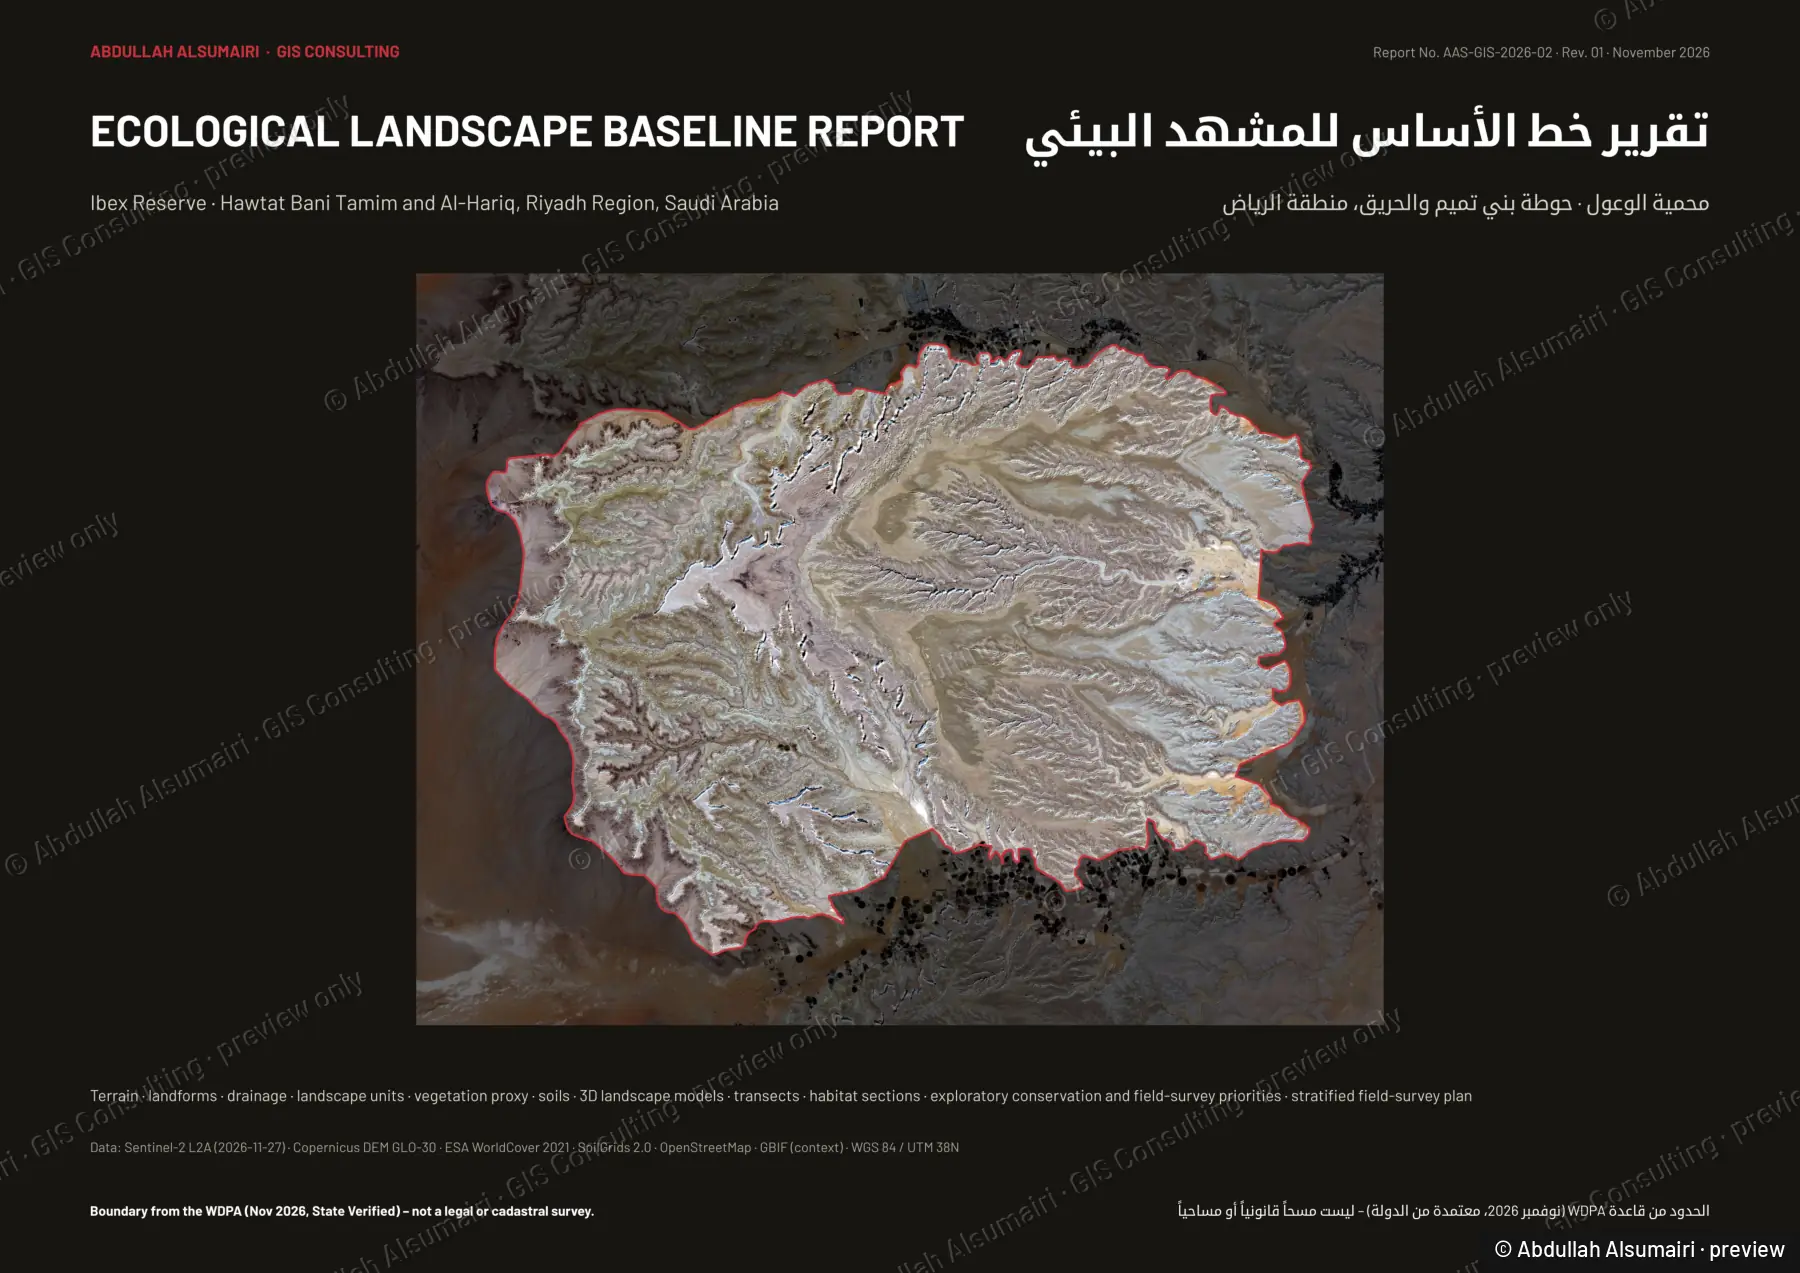 ABDULLAH ALSUMAIRI · GIS CONSULTING
Report No. AAS-GIS-2026-02 · Rev. 01 · November 2026
ECOLOGICAL LANDSCAPE BASELINE REPORT
تقرير خط الأساس للمشهد البيئي
Ibex Reserve · Hawtat Bani Tamim and Al-Hariq, Riyadh Region, Saudi Arabia
محمية الوعول · حوطة بني تميم والحريق، منطقة الرياض
Terrain · landforms · drainage · landscape units · vegetation proxy · soils · 3D landscape models · transects · habitat sections · exploratory conservation and field-survey priorities · stratified field-survey plan
Data: Sentinel-2 L2A (2026-11-27) · Copernicus DEM GLO-30 · ESA WorldCover 2021 · SoilGrids 2.0 · OpenStreetMap · GBIF (context) · WGS 84 / UTM 38N
Boundary from the WDPA (Nov 2026, State Verified) – not a legal or cadastral survey.
الحدود من قاعدة WDPA (نوفمبر 2026، معتمدة من الدولة) – ليست مسحاً قانونياً أو مساحياً
© Abdullah Alsumairi · GIS Consulting · preview only
© Abdullah Alsumairi · preview